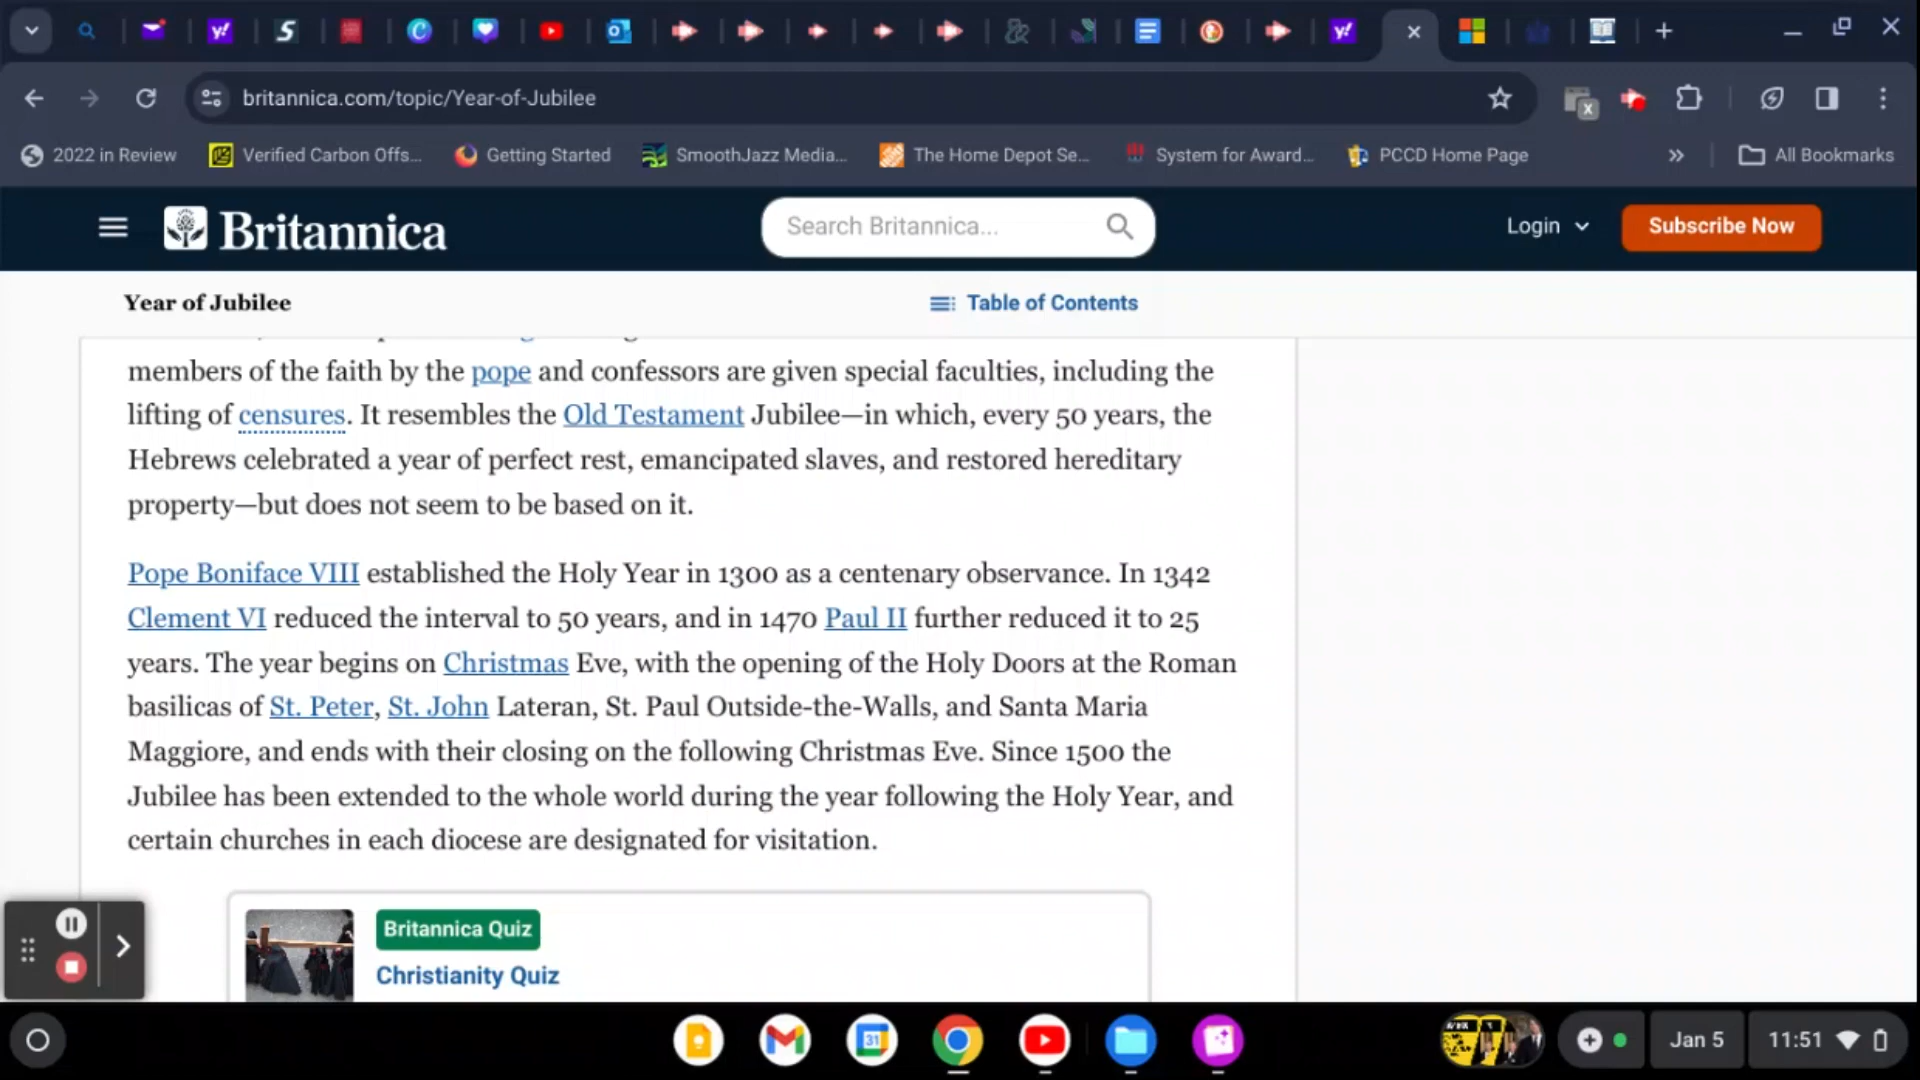 britannica.com/topic/Year-of-Jubilee
2022 in Review
Verified Carbon Offs...
Getting Started
SmoothJazz Media...
The Home Depot Se...
System for Award...
PCCD Home Page
All Bookmarks
Britannica
Search Britannica...
Login
Subscribe Now
Year of Jubilee
Table of Contents
members of the faith by the pope and confessors are given special faculties, including the
lifting of censures. It resembles the Old Testament Jubilee—in which, every 50 years, the
Hebrews celebrated a year of perfect rest, emancipated slaves, and restored hereditary
property—but does not seem to be based on it.
Pope Boniface VIII established the Holy Year in 1300 as a centenary observance. In 1342
Clement VI reduced the interval to 50 years, and in 1470 Paul II further reduced it to 25
years. The year begins on Christmas Eve, with the opening of the Holy Doors at the Roman
basilicas of St. Peter, St. John Lateran, St. Paul Outside-the-Walls, and Santa Maria
Maggiore, and ends with their closing on the following Christmas Eve. Since 1500 the
Jubilee has been extended to the whole world during the year following the Holy Year, and
certain churches in each diocese are designated for visitation.
Britannica Quiz
Christianity Quiz
31
Jan 5
11:51